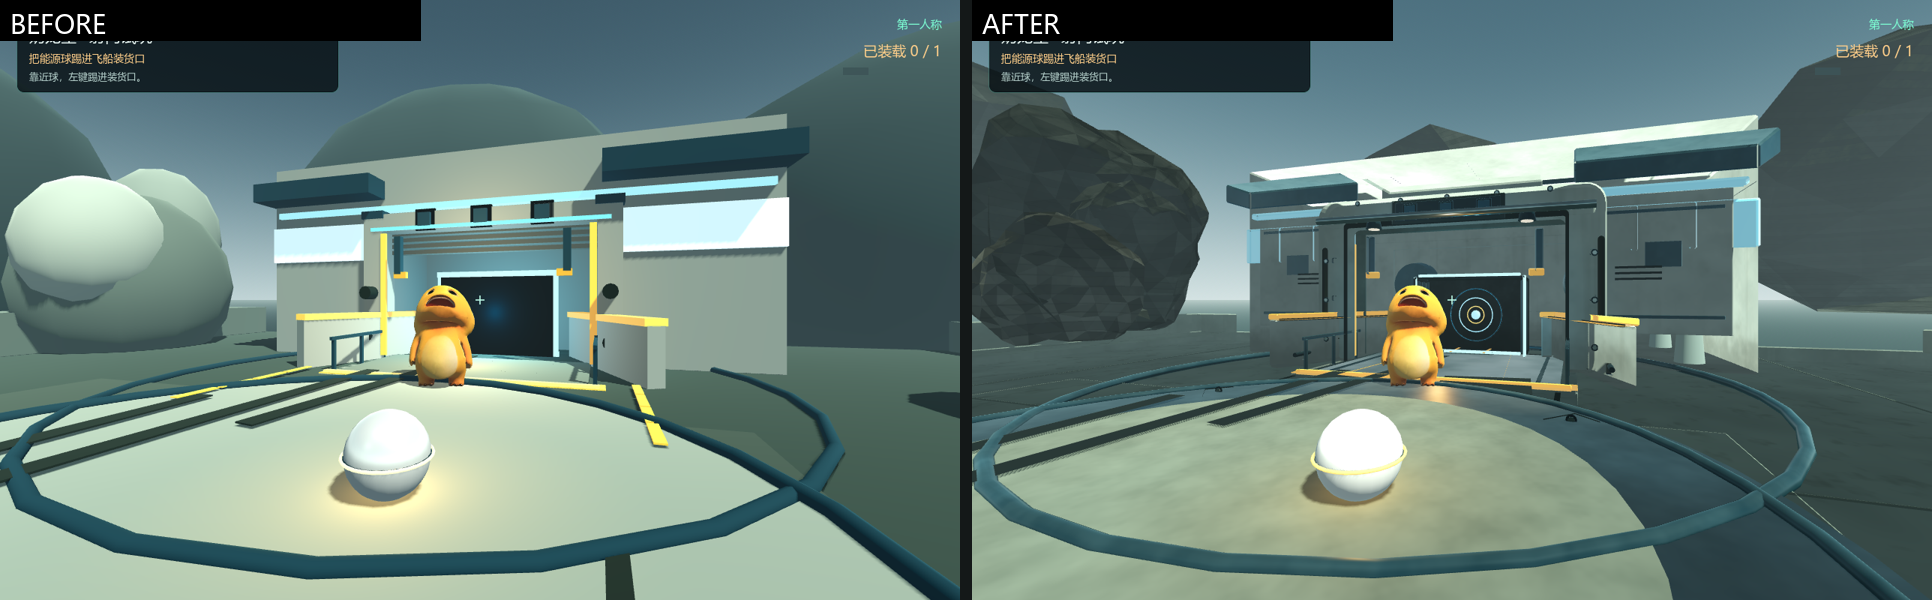 BEFORE
第一人称
已装载 0 / 1
把能源球踢进飞船装货口
靠近球，左键踢进装货口。
AFTER
第一人称
已装载 0 / 1
把能源球踢进飞船装货口
靠近球，左键踢进装货口。